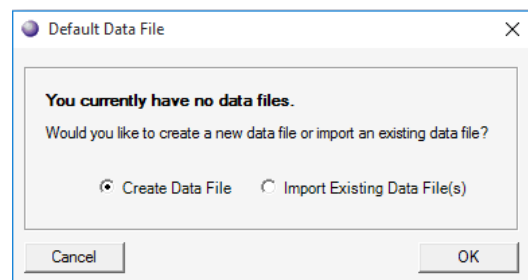 Default Data File
You currently have no data files.
Would you like to create a new data file or import an existing data file?
Create Data File Import Existing Data File(s)
Cancel OK